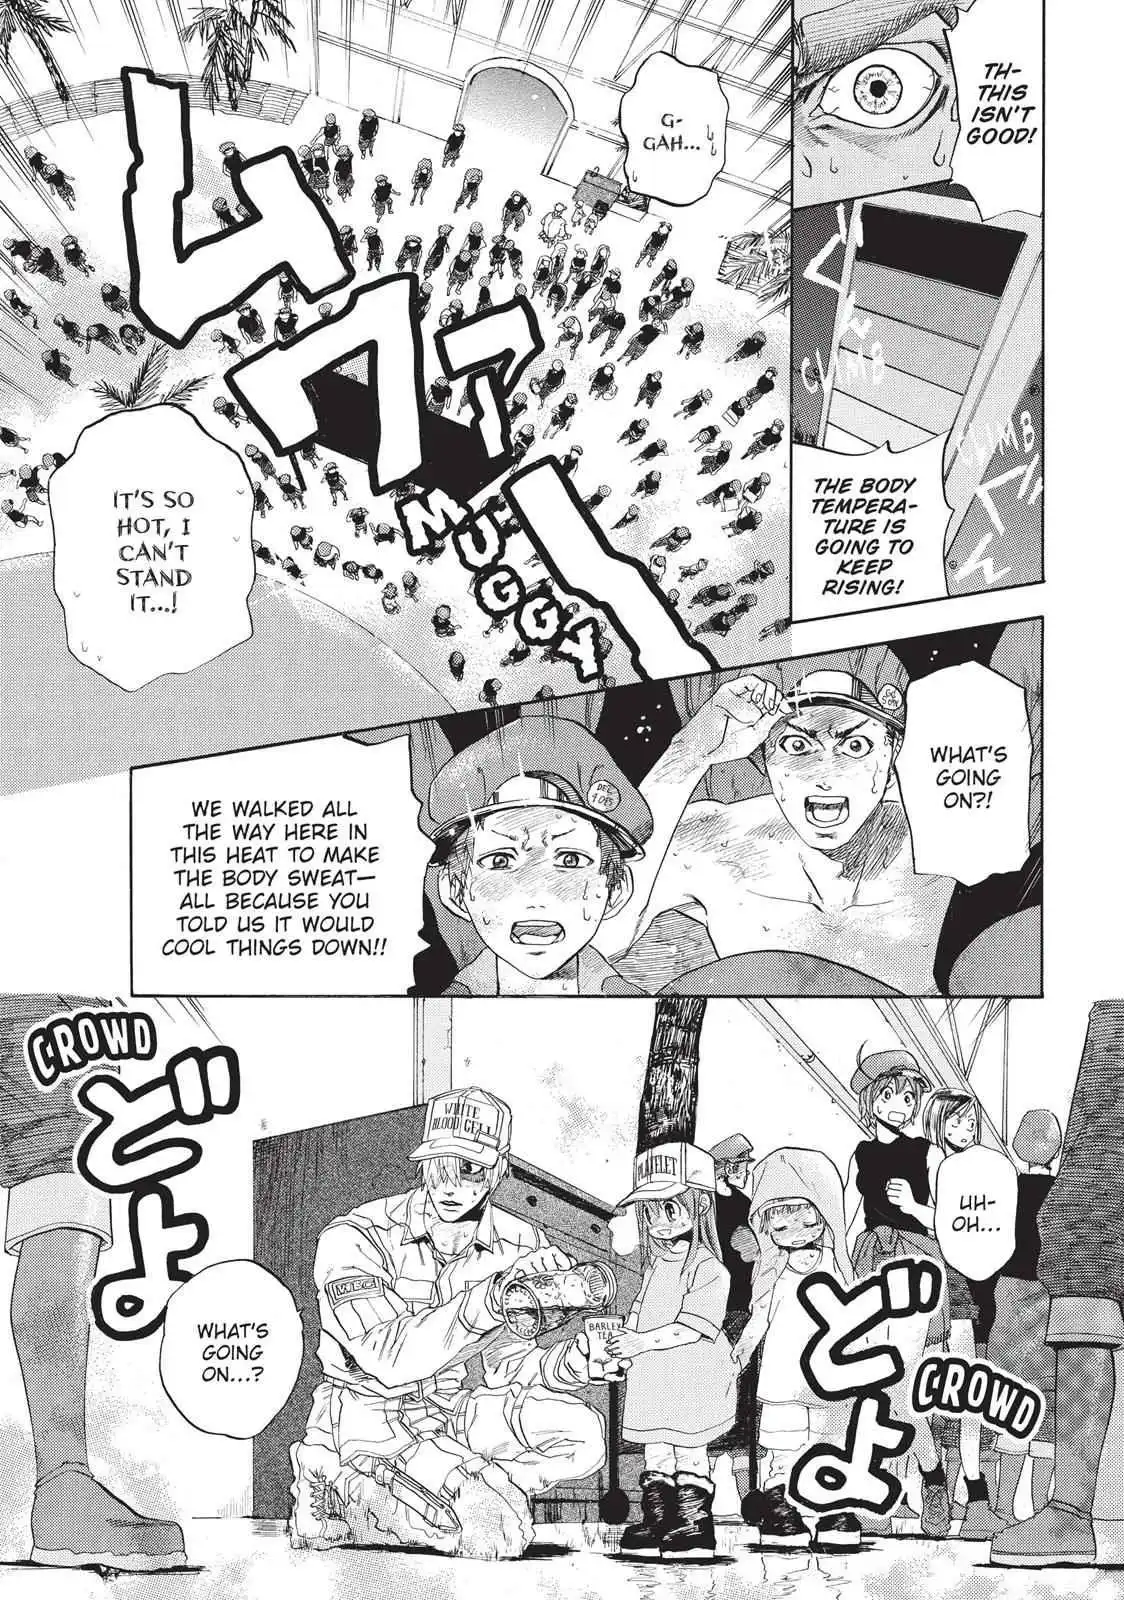 TH-
THIS
ISN'T
GOOD!
CLIMB
CLIMB
THE BODY
TEMPERA-
TURE IS
GOING TO
KEEP
RISING!
G-
GAH...
ムワァー
MUGGY
IT'S SO
HOT, I
CAN'T
STAND
IT...!
WHAT'S
GOING
ON?!
WE WALKED ALL
THE WAY HERE IN
THIS HEAT TO MAKE
THE BODY SWEAT—
ALL BECAUSE YOU
TOLD US IT WOULD
COOL THINGS DOWN!!
UH-
OH...
どよ
CROWD
WHITE
BLOOD CELL
PLATELET
BARLEY
TEA
どよ
CROWD
WHAT'S
GOING
ON...?